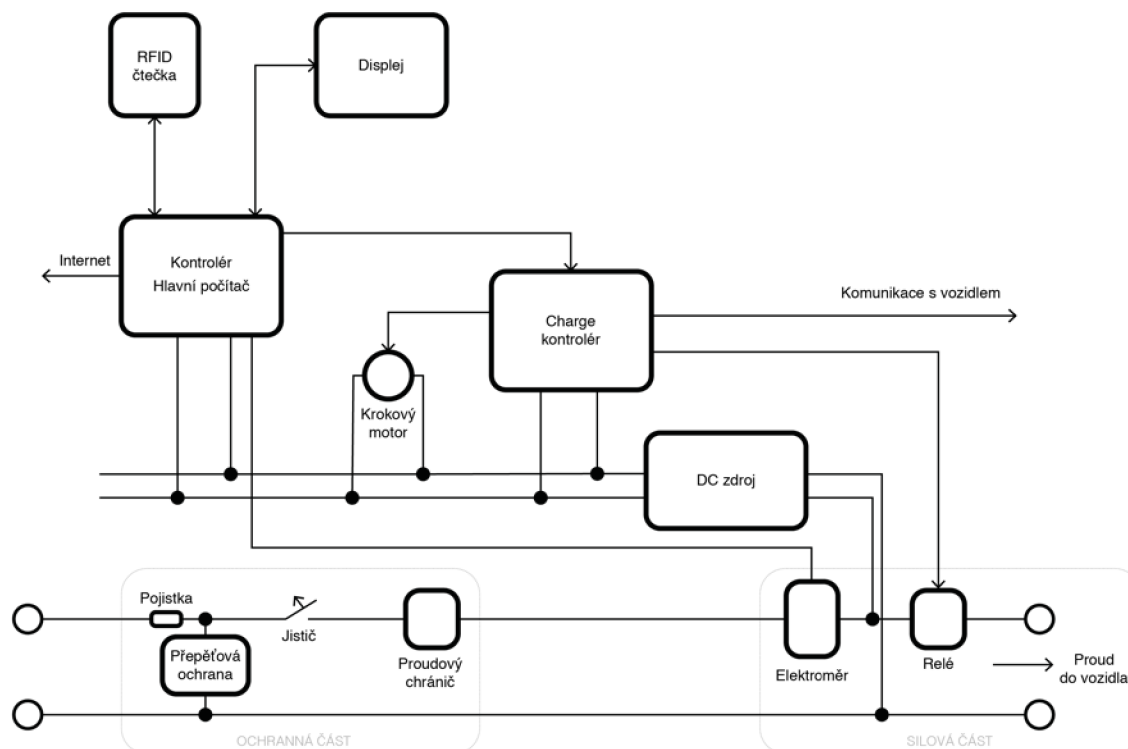 RFID
čtečka
Displej
Internet
Kontrolér
Hlavní počítač
Charge
kontrolér
Komunikace s vozidlem
Krokový
motor
DC zdroj
Pojistka
Přepěťová
ochrana
Jistič
Proudový
chránič
Elektroměr
Relé
Proud
do vozidla
OCHRANNÁ ČÁST
SILOVÁ ČÁST